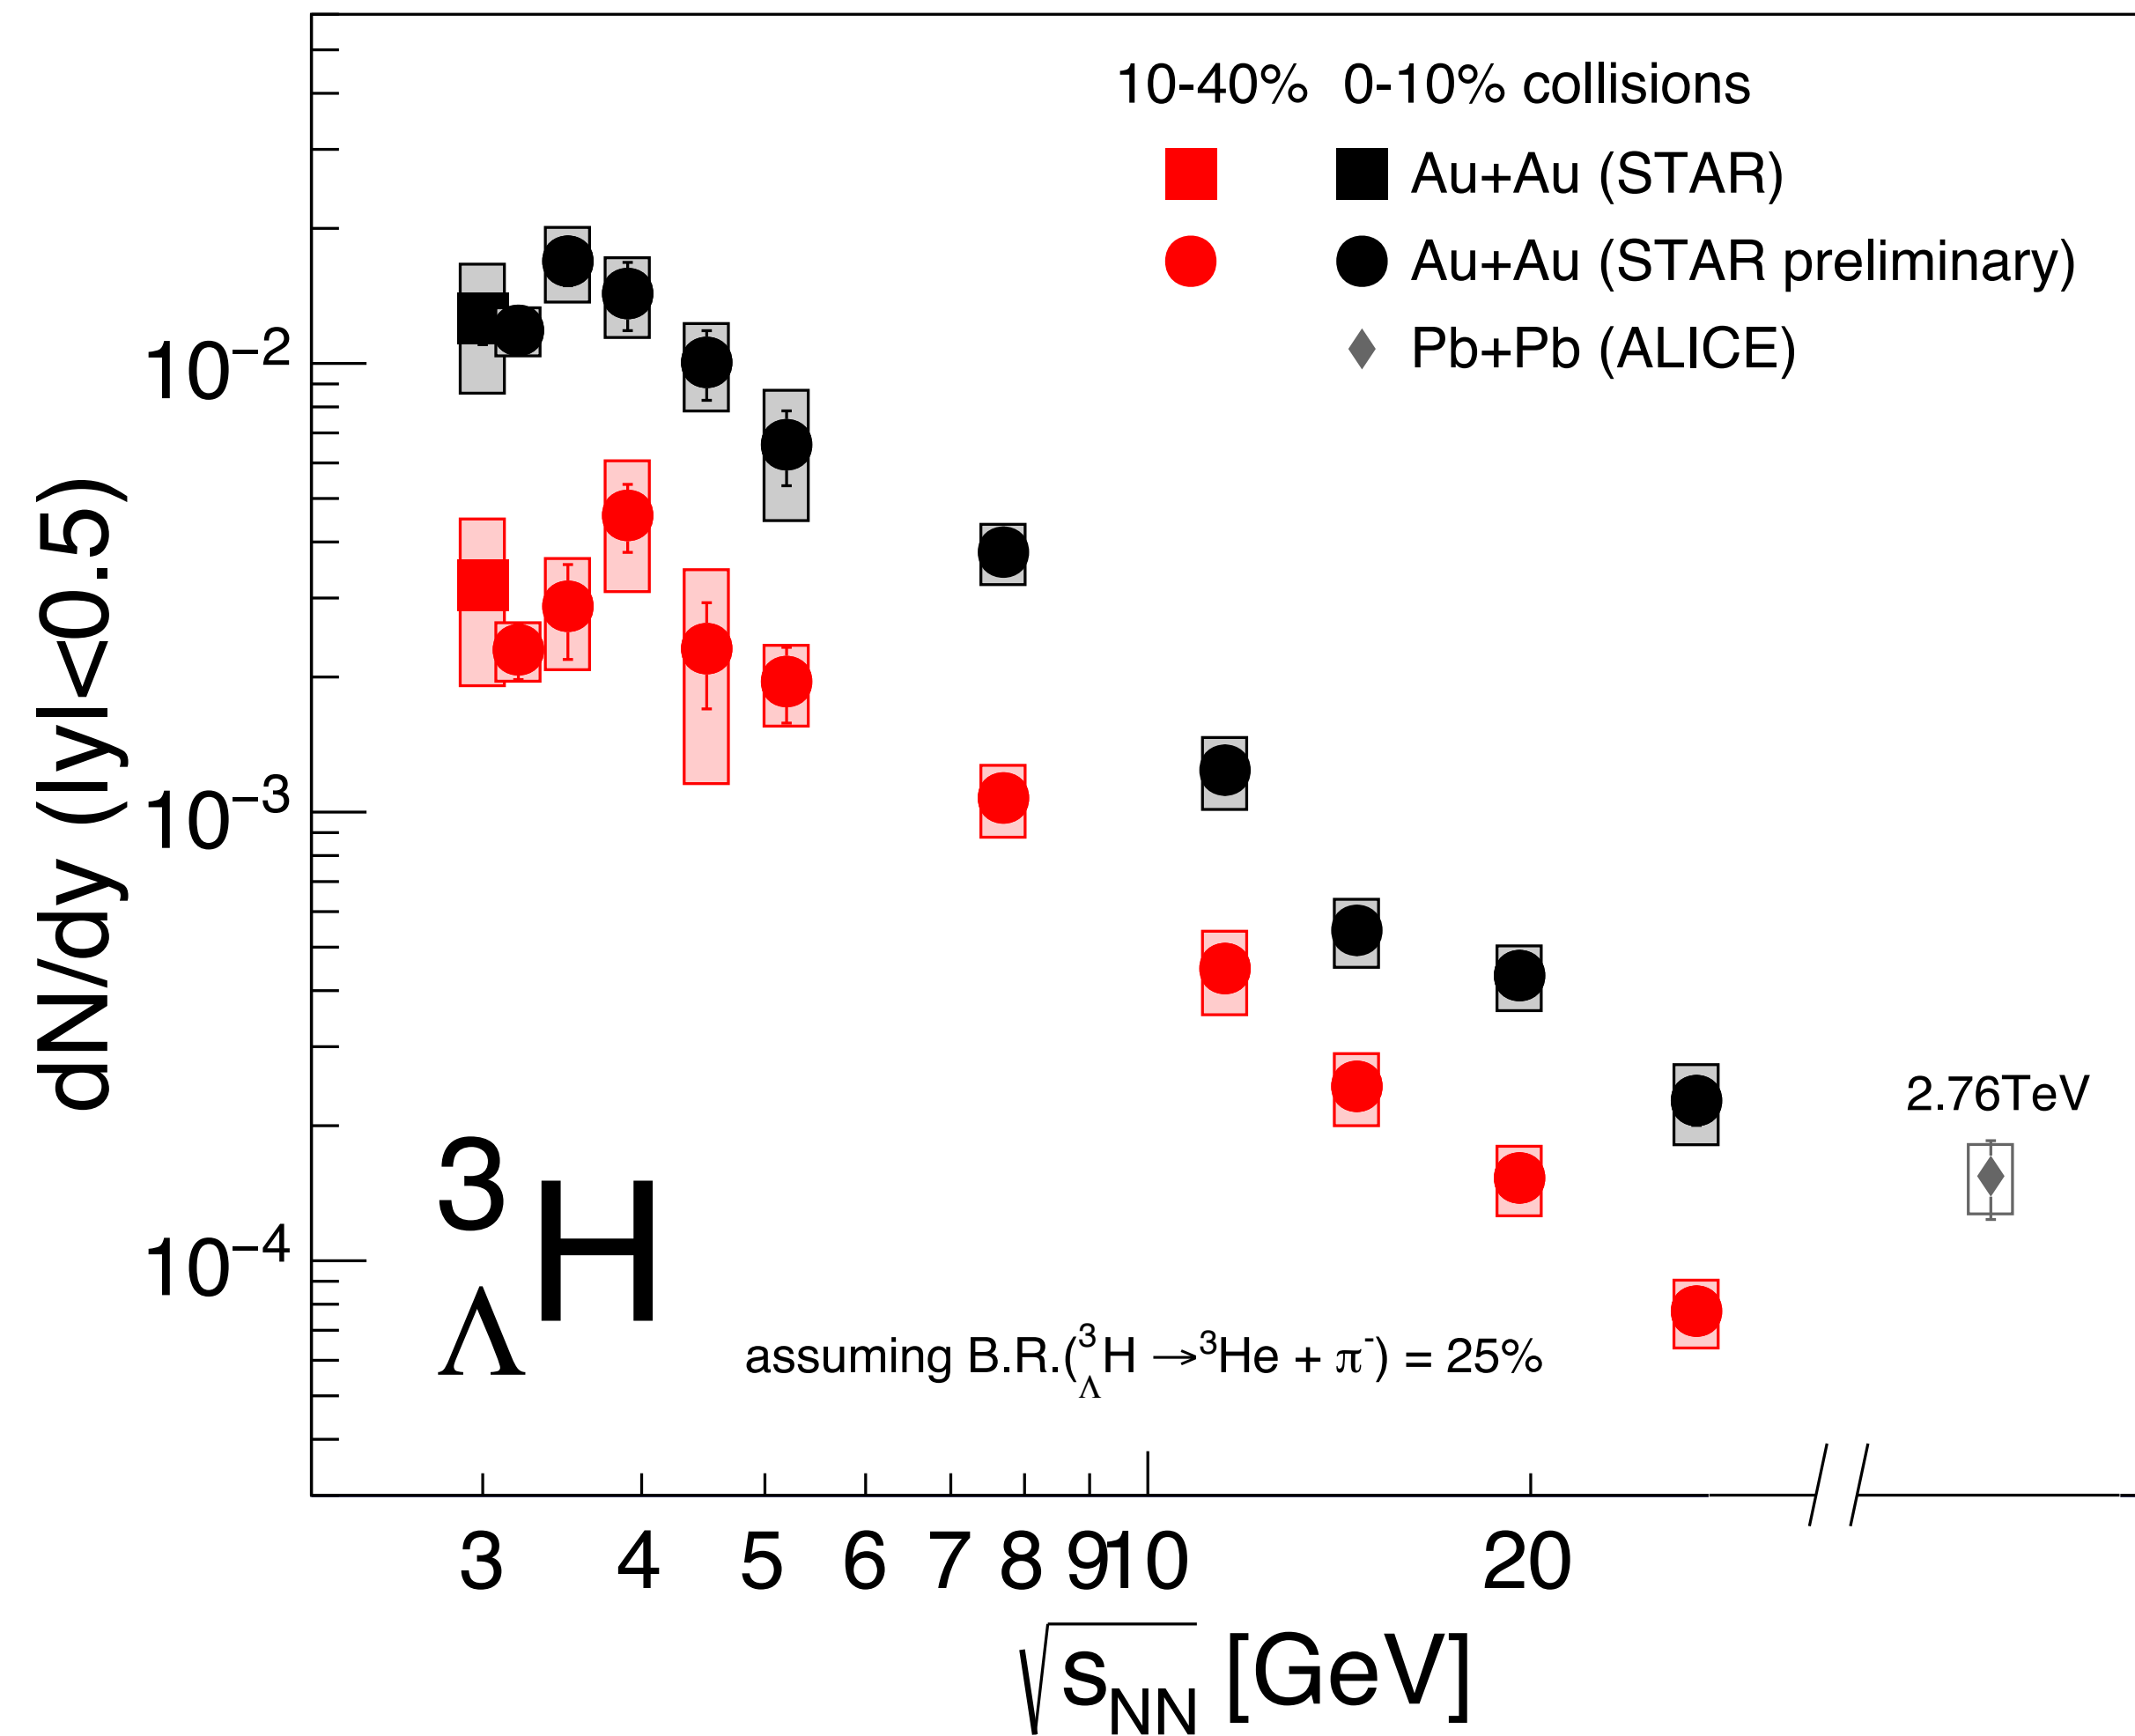 10-40% 0-10% collisions
Au+Au (STAR)
Au+Au (STAR preliminary)
Pb+Pb (ALICE)
dN/dy (|y|<0.5)
10⁻²
10⁻³
10⁻⁴
2.76TeV
³ΛH
assuming B.R.(³ΛH →³He + π⁻) = 25%
3 4 5 6 7 8 9 10 20
√sNN [GeV]